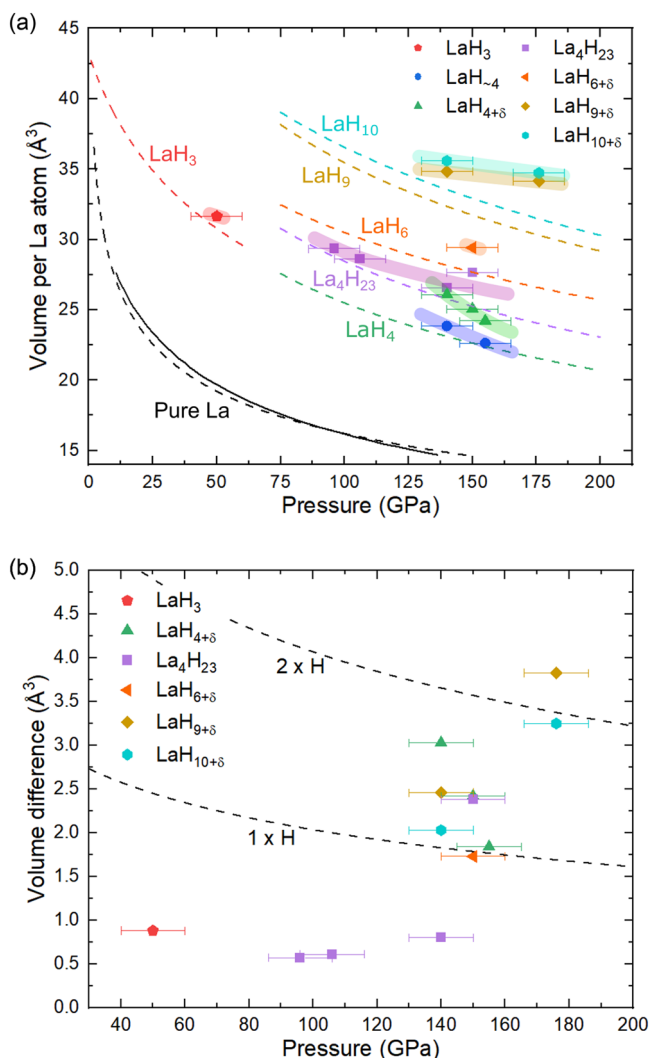 (a)
45
40
35
30
25
20
15
Volume per La atom (Å³)
LaH₃
LaH~₄
LaH₄₊δ
La₄H₂₃
LaH₆₊δ
LaH₉₊δ
LaH₁₀₊δ
LaH₃
LaH₁₀
LaH₉
LaH₆
La₄H₂₃
LaH₄
Pure La
0 25 50 75 100 125 150 175 200
Pressure (GPa)
(b)
5.0
4.5
4.0
3.5
3.0
2.5
2.0
1.5
1.0
0.5
0.0
Volume difference (Å³)
LaH₃
LaH₄₊δ
La₄H₂₃
LaH₆₊δ
LaH₉₊δ
LaH₁₀₊δ
2 x H
1 x H
40 60 80 100 120 140 160 180 200
Pressure (GPa)